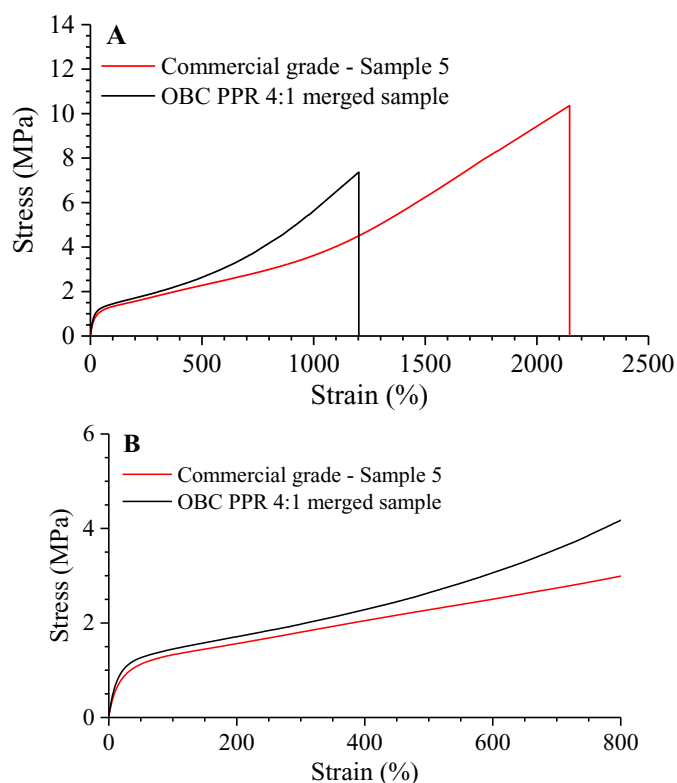 A
Commercial grade - Sample 5
OBC PPR 4:1 merged sample
14
12
10
8
6
4
2
0
Stress (MPa)
0 500 1000 1500 2000 2500
Strain (%)
B
Commercial grade - Sample 5
OBC PPR 4:1 merged sample
6
4
2
0
Stress (MPa)
0 200 400 600 800
Strain (%)